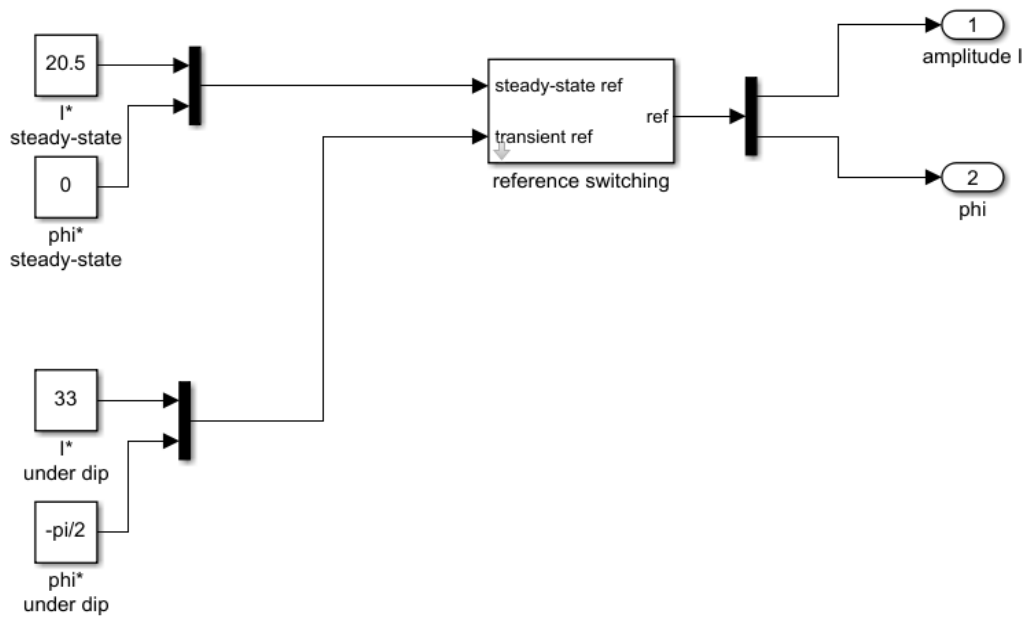 20.5
I*
steady-state
0
phi*
steady-state
33
I*
under dip
-pi/2
phi*
under dip
steady-state ref
transient ref
ref
reference switching
1
amplitude I
2
phi